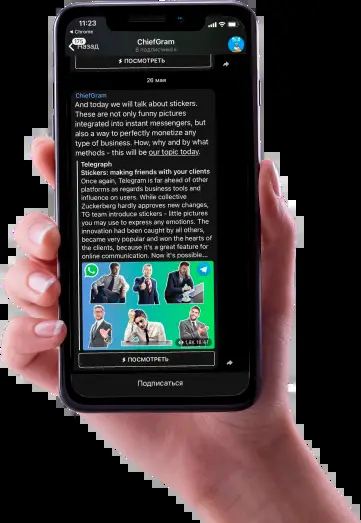 11:23
Chrome
175
Назад
ChiefGram
ПОСМОТРЕТЬ
26 мая
ChiefGram
And today we will talk about stickers.
These are not only funny pictures
integrated into instant messengers, but
also a way to perfectly monetize any
type of business. How, why and by what
methods - this will be our topic today.
Telegraph
Stickers: making friends with your clients
Once again, Telegram is far ahead of other
platforms as regards business tools and
influence on users. While collective
Zuckerberg hardly approves new changes,
TG team introduce stickers - little pictures
you may use to express any emotions. The
innovation had been caught by all others,
became very popular and won the hearts of
the clients, because it's a great feature for
online communication. Now it's possible...
1,8K 15:41
ПОСМОТРЕТЬ
Подписаться